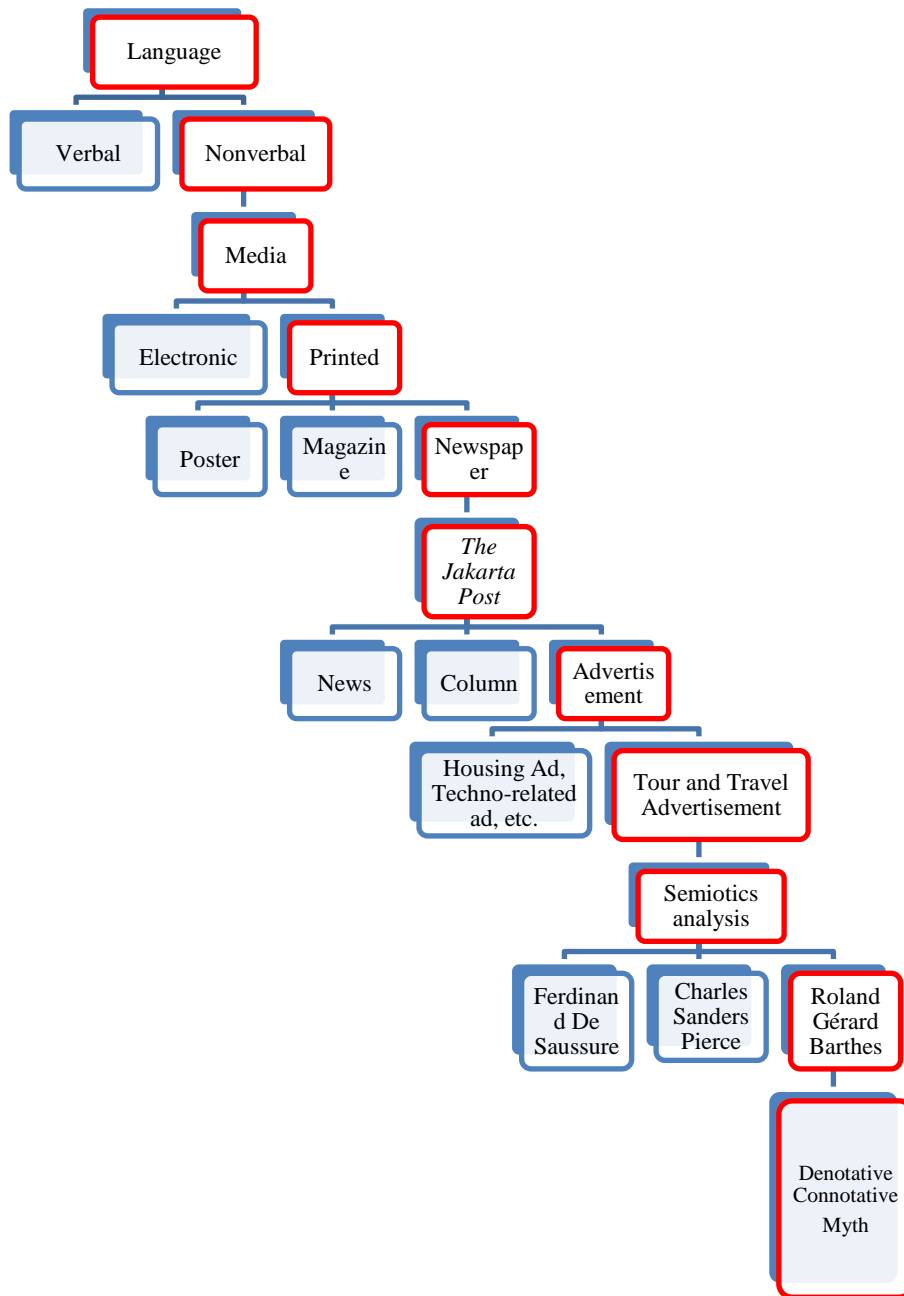 Language
Verbal
Nonverbal
Media
Electronic
Printed
Poster
Magazin
e
Newspap
er
The
Jakarta
Post
News
Column
Advertis
ement
Housing Ad,
Techno-related
ad, etc.
Tour and Travel
Advertisement
Semiotics
analysis
Ferdinan
d De
Saussure
Charles
Sanders
Pierce
Roland
Gérard
Barthes
Denotative
Connotative
Myth